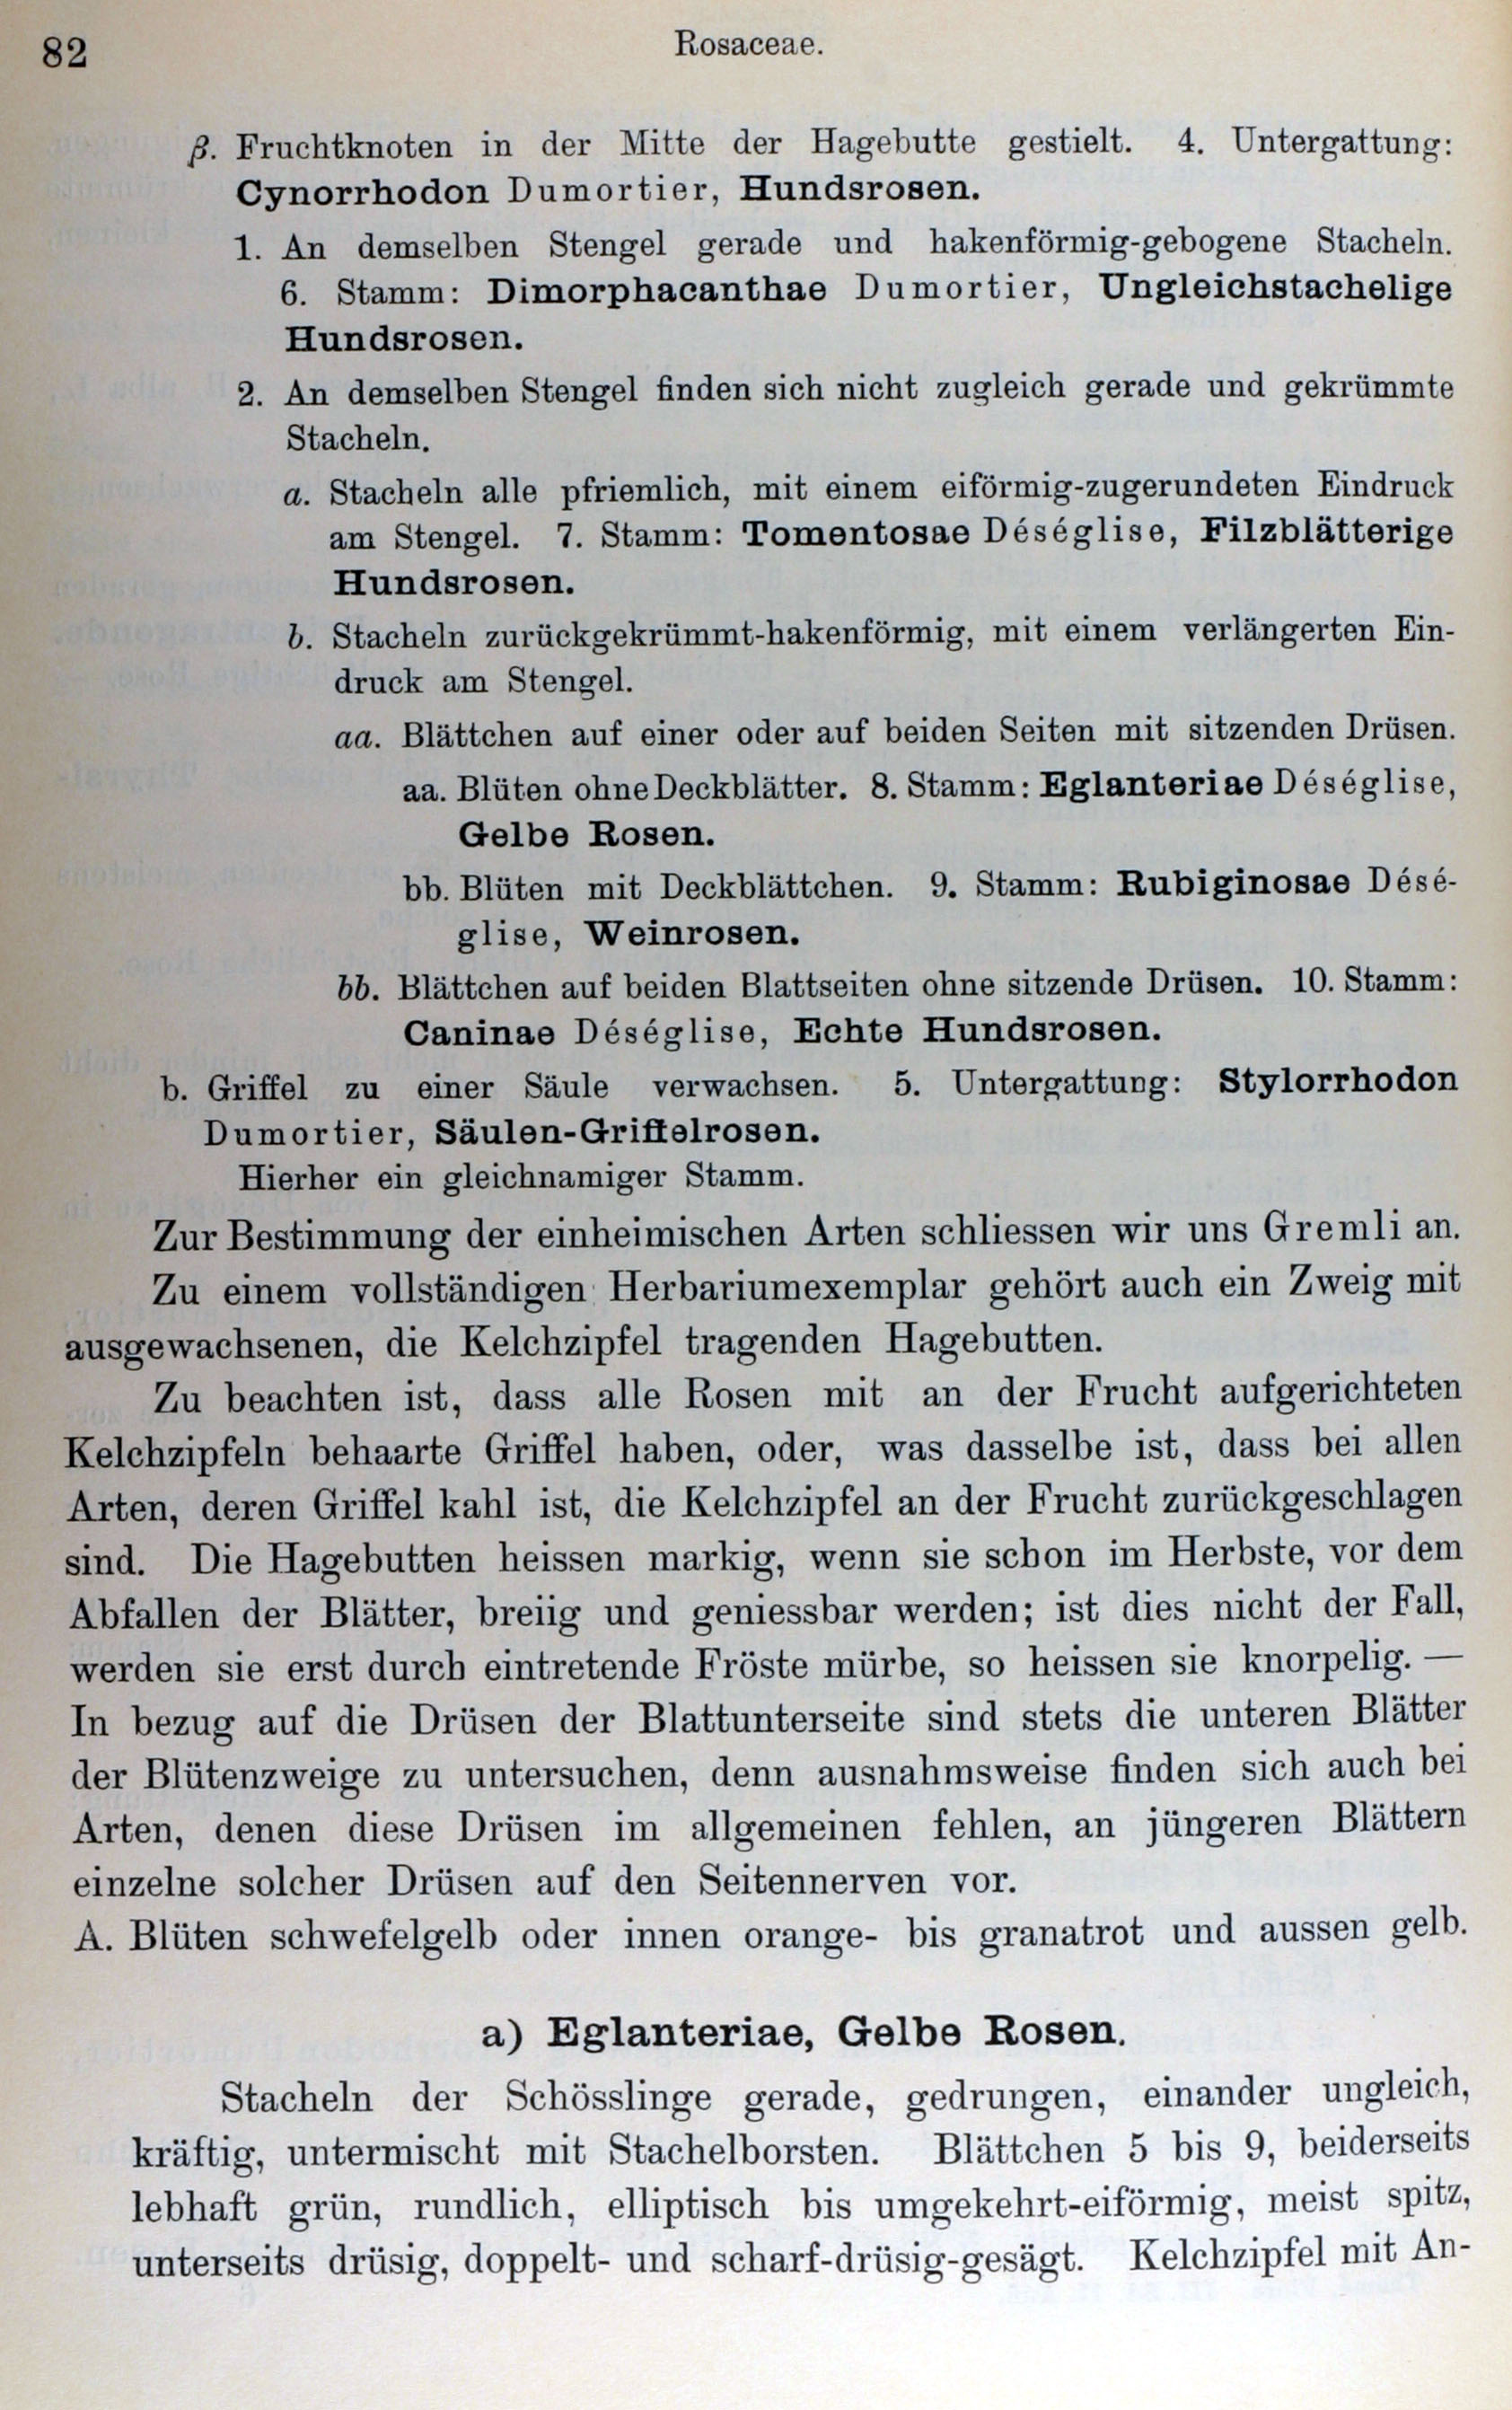 82
Rosaceae.
β. Fruchtknoten in der Mitte der Hagebutte gestielt. 4. Untergattung:
Cynorrhodon Dumortier, Hundsrosen.
1. An demselben Stengel gerade und hakenförmig-gebogene Stacheln.
6. Stamm: Dimorphacanthae Dumortier, Ungleichstachelige
Hundsrosen.
2. An demselben Stengel finden sich nicht zugleich gerade und gekrümmte
Stacheln.
a. Stacheln alle pfriemlich, mit einem eiförmig-zugerundeten Eindruck
am Stengel. 7. Stamm: Tomentosae Déséglise, Filzblätterige
Hundsrosen.
b. Stacheln zurückgekrümmt-hakenförmig, mit einem verlängerten Ein-
druck am Stengel.
aa. Blättchen auf einer oder auf beiden Seiten mit sitzenden Drüsen.
aa. Blüten ohne Deckblätter. 8. Stamm: Eglanteriae Déséglise,
Gelbe Rosen.
bb. Blüten mit Deckblättchen. 9. Stamm: Rubiginosae Désé-
glise, Weinrosen.
bb. Blättchen auf beiden Blattseiten ohne sitzende Drüsen. 10. Stamm:
Caninae Déséglise, Echte Hundsrosen.
b. Griffel zu einer Säule verwachsen. 5. Untergattung: Stylorrhodon
Dumortier, Säulen-Griffelrosen.
Hierher ein gleichnamiger Stamm.
Zur Bestimmung der einheimischen Arten schliessen wir uns Gremli an.
Zu einem vollständigen Herbariumexemplar gehört auch ein Zweig mit
ausgewachsenen, die Kelchzipfel tragenden Hagebutten.
Zu beachten ist, dass alle Rosen mit an der Frucht aufgerichteten
Kelchzipfeln behaarte Griffel haben, oder, was dasselbe ist, dass bei allen
Arten, deren Griffel kahl ist, die Kelchzipfel an der Frucht zurückgeschlagen
sind. Die Hagebutten heissen markig, wenn sie schon im Herbste, vor dem
Abfallen der Blätter, breiig und geniessbar werden; ist dies nicht der Fall,
werden sie erst durch eintretende Fröste mürbe, so heissen sie knorpelig. —
In bezug auf die Drüsen der Blattunterseite sind stets die unteren Blätter
der Blütenzweige zu untersuchen, denn ausnahmsweise finden sich auch bei
Arten, denen diese Drüsen im allgemeinen fehlen, an jüngeren Blättern
einzelne solcher Drüsen auf den Seitennerven vor.
A. Blüten schwefelgelb oder innen orange- bis granatrot und aussen gelb.
a) Eglanteriae, Gelbe Rosen.
Stacheln der Schösslinge gerade, gedrungen, einander ungleich,
kräftig, untermischt mit Stachelborsten. Blättchen 5 bis 9, beiderseits
lebhaft grün, rundlich, elliptisch bis umgekehrt-eiförmig, meist spitz,
unterseits drüsig, doppelt- und scharf-drüsig-gesägt. Kelchzipfel mit An-